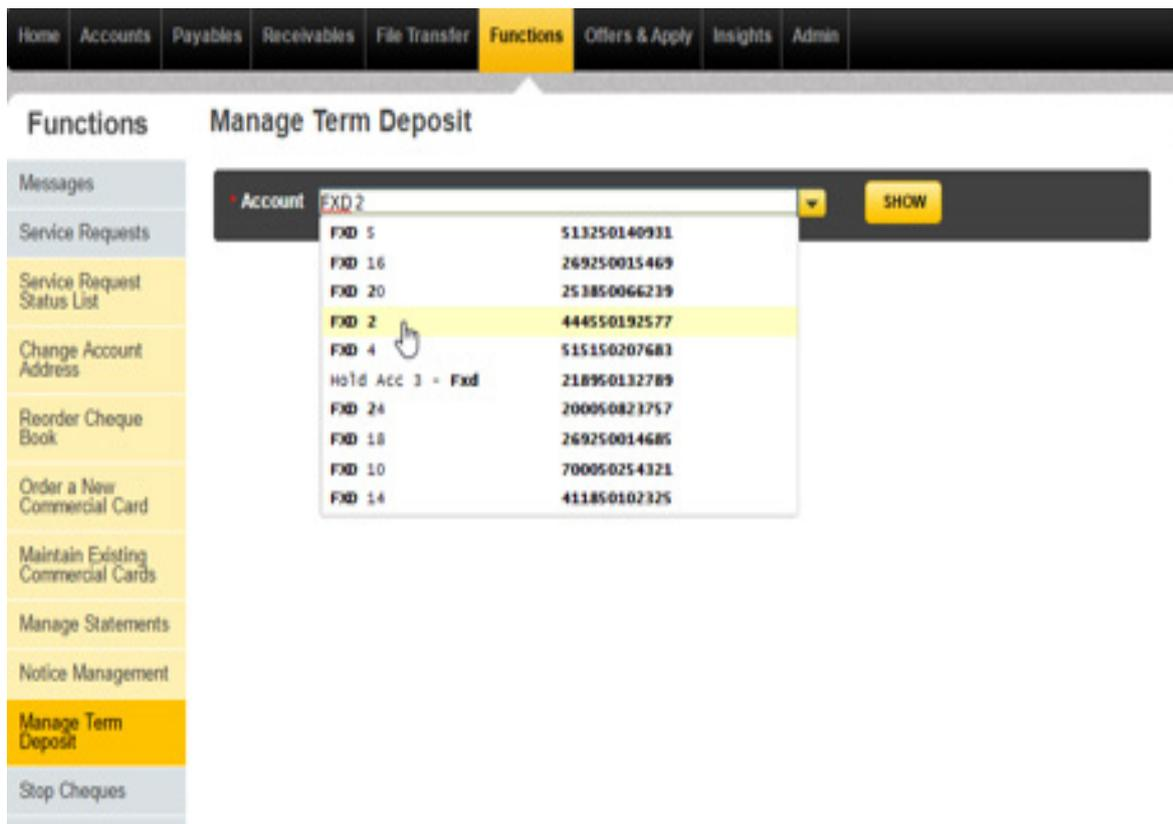 Home Accounts Payables Receivables File Transfer Functions Offers & Apply Insights Admin
Functions
Manage Term Deposit
Messages
Service Requests
Service Request
Status List
Change Account
Address
Reorder Cheque
Book
Order a New
Commercial Card
Maintain Existing
Commercial Cards
Manage Statements
Notice Management
Manage Term
Deposit
Stop Cheques
* Account FXD 2 SHOW
FXD 5 513250140931
FXD 16 269250015469
FXD 20 253850066239
FXD 2 444550192577
FXD 4 515150207683
Hold Acc 3 - Fxd 218950132789
FXD 24 200050823757
FXD 18 269250014685
FXD 10 700050254321
FXD 14 411850102325